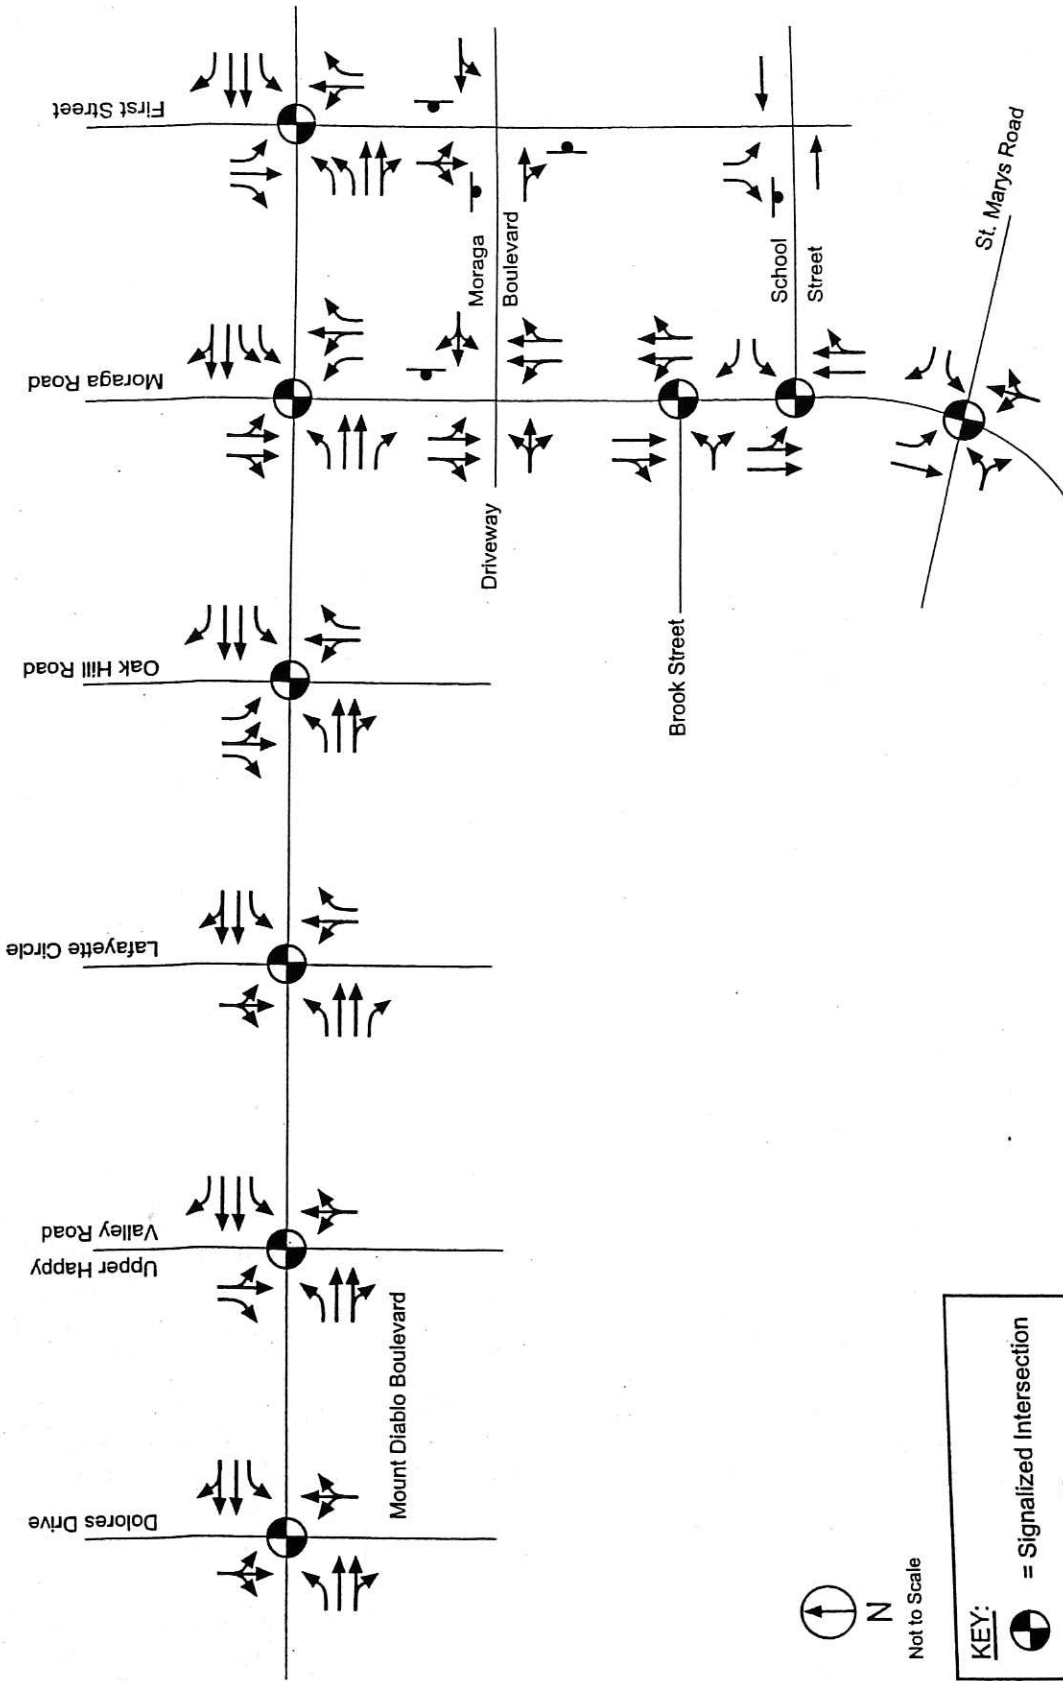 First Street
Moraga Road
Oak Hill Road
Lafayette Circle
Upper Happy
Valley Road
Dolores Drive
Mount Diablo Boulevard
Moraga
Boulevard
Driveway
Brook Street
School
Street
St. Marys Road
N
Not to Scale
KEY:
= Signalized Intersection